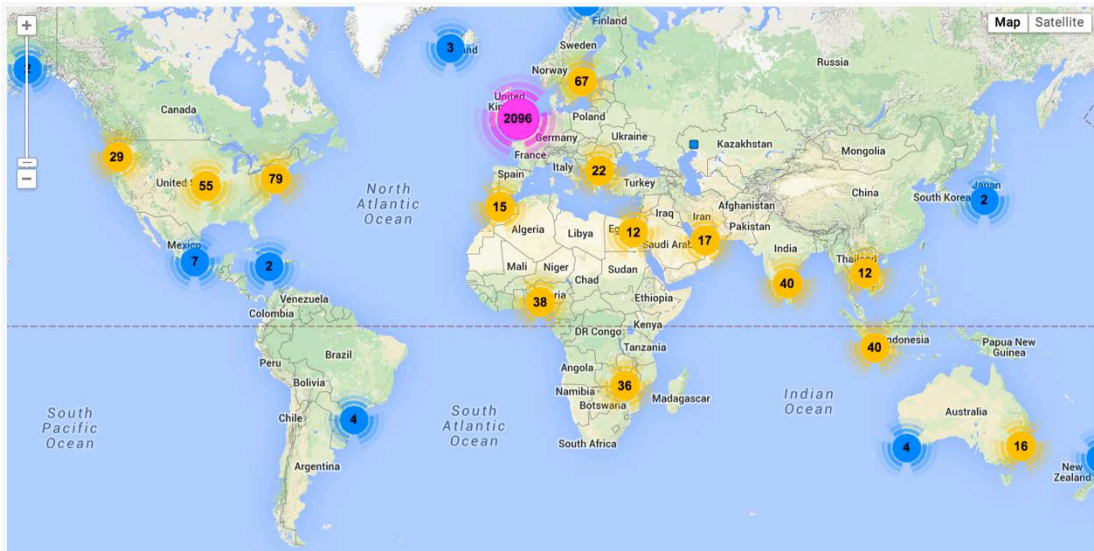 Map Satellite
Finland
3
2
Sweden
Russia
Norway
67
Canada
United
2096
Poland
Germany
Ukraine
Kazakhstan
Mongolia
29
France
55
79
22
Italy
Spain
Turkey
North
Atlantic
Ocean
China
Japan
South Korea
2
15
Afghanistan
Iraq
Iran
Algeria
Libya
12
17
Pakistan
Mexico
India
7
2
Mali
Niger
Chad
Sudan
40
Thailand
12
Venezuela
38
Ethiopia
Colombia
DR Congo
Kenya
Tanzania
40
Papua New
Guinea
Peru
Brazil
Angola
36
Bolivia
Namibia
Botswana
Madagascar
Indian
Ocean
South
Pacific
Ocean
Chile
4
South
Atlantic
Ocean
Australia
4
16
South Africa
Argentina
New
Zealand